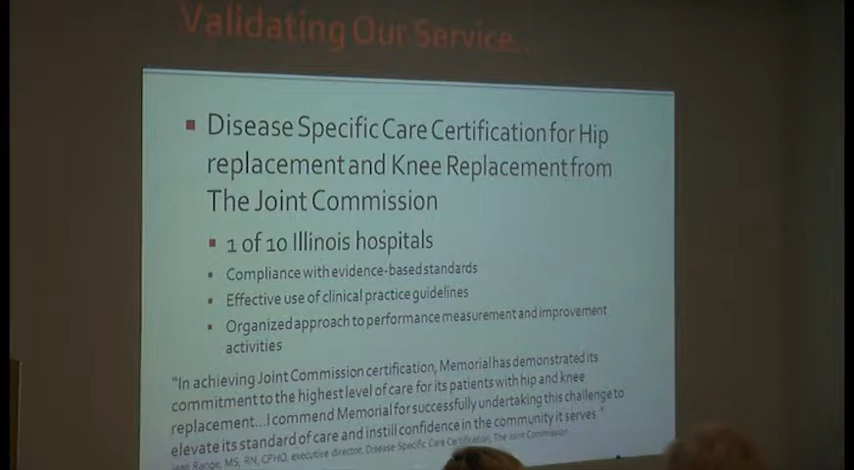 Validating Our Service...
Disease Specific Care Certification for Hip
replacement and Knee Replacement from
The Joint Commission
1 of 10 Illinois hospitals
Compliance with evidence-based standards
Effective use of clinical practice guidelines
Organized approach to performance measurement and improvement
activities
"In achieving Joint Commission certification, Memorial has demonstrated its
commitment to the highest level of care for its patients with hip and knee
replacement...I commend Memorial for successfully undertaking this challenge to
elevate its standard of care and instill confidence in the community it serves."
Jean Range, MS, RN, CPHQ, executive director, Disease-Specific Care Certification, The Joint Commission